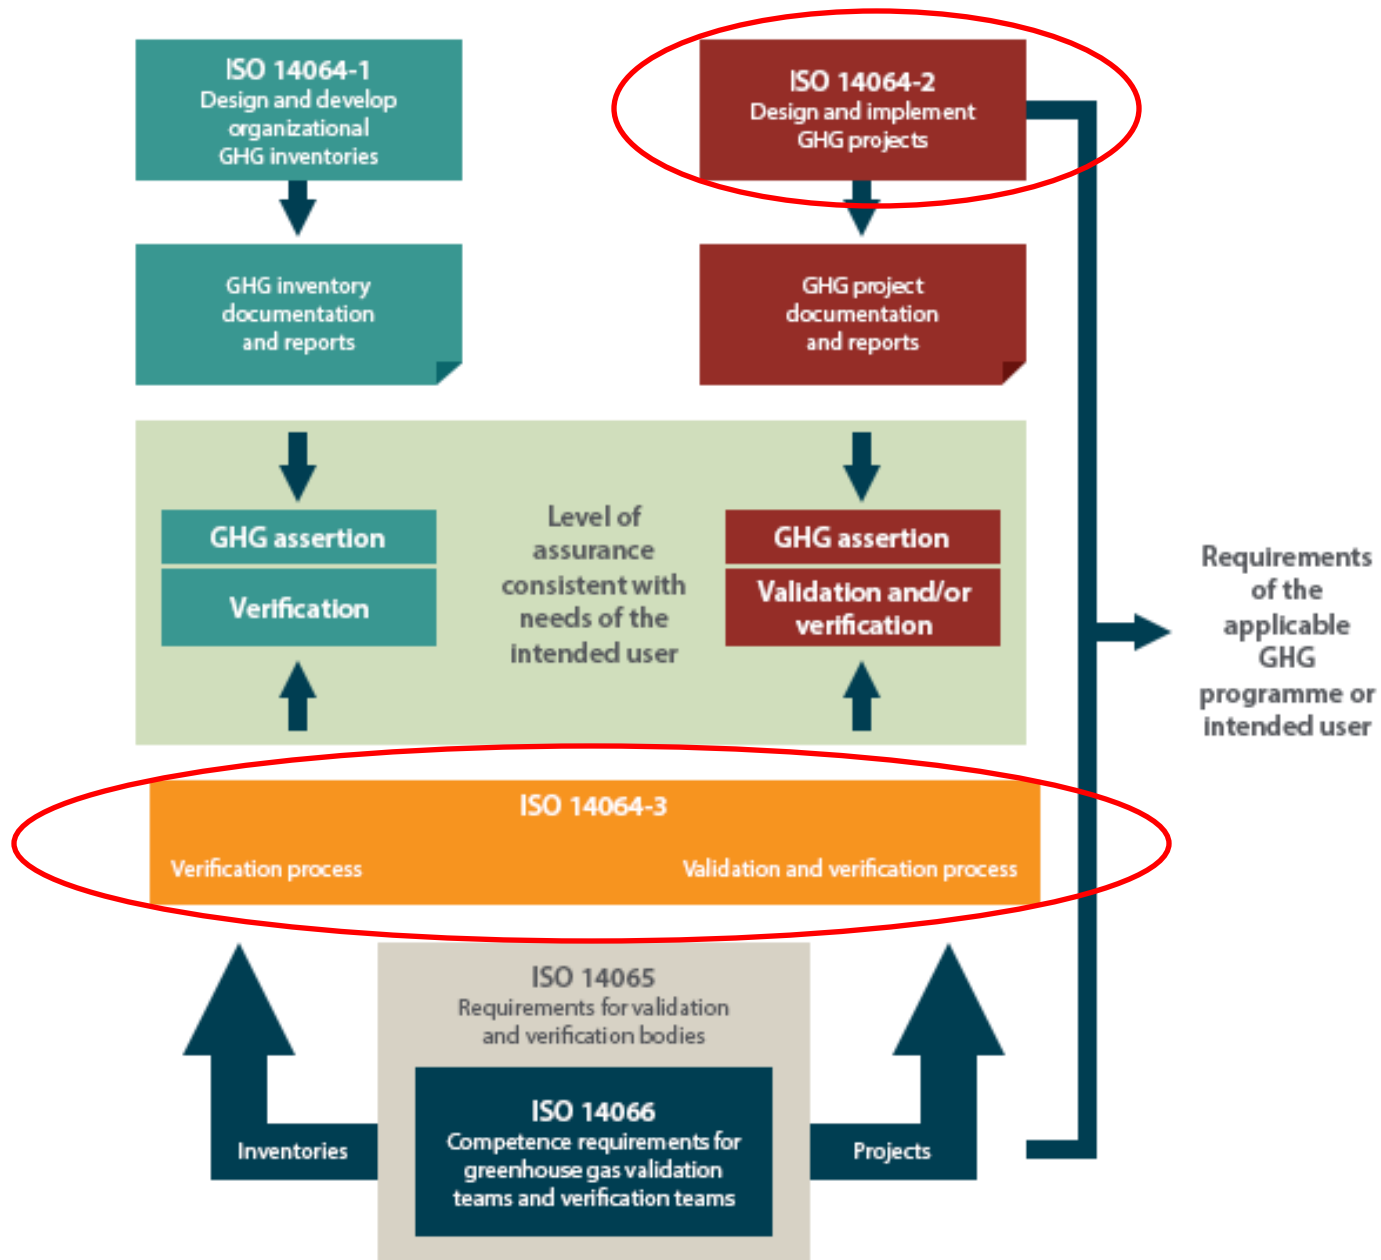 ISO 14064-1
Design and develop
organizational
GHG inventories
ISO 14064-2
Design and implement
GHG projects
GHG inventory
documentation
and reports
GHG project
documentation
and reports
GHG assertion
Verification
Level of
assurance
consistent with
needs of the
intended user
GHG assertion
Validation and/or
verification
Requirements
of the
applicable
GHG
programme or
intended user
ISO 14064-3
Verification process
Validation and verification process
ISO 14065
Requirements for validation
and verification bodies
ISO 14066
Competence requirements for
greenhouse gas validation
teams and verification teams
Inventories
Projects